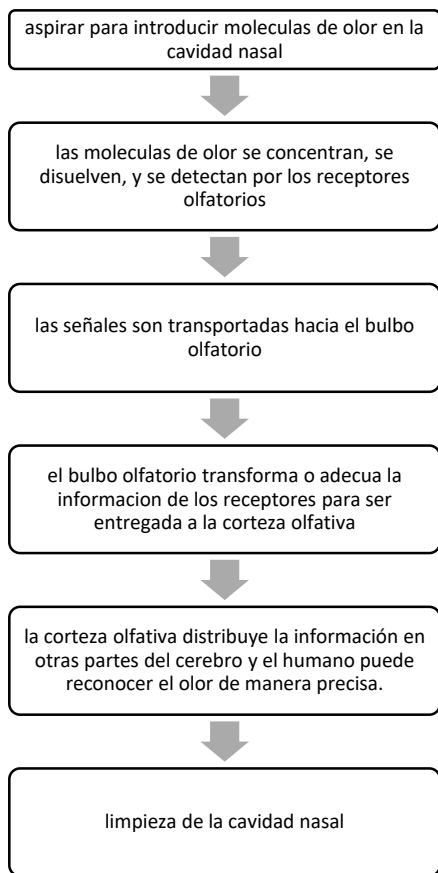 aspirar para introducir moleculas de olor en la
cavidad nasal
las moleculas de olor se concentran, se
disuelven, y se detectan por los receptores
olfatorios
las señales son transportadas hacia el bulbo
olfatorio
el bulbo olfatorio transforma o adecua la
informacion de los receptores para ser
entregada a la corteza olfativa
la corteza olfativa distribuye la información en
otras partes del cerebro y el humano puede
reconocer el olor de manera precisa.
limpieza de la cavidad nasal